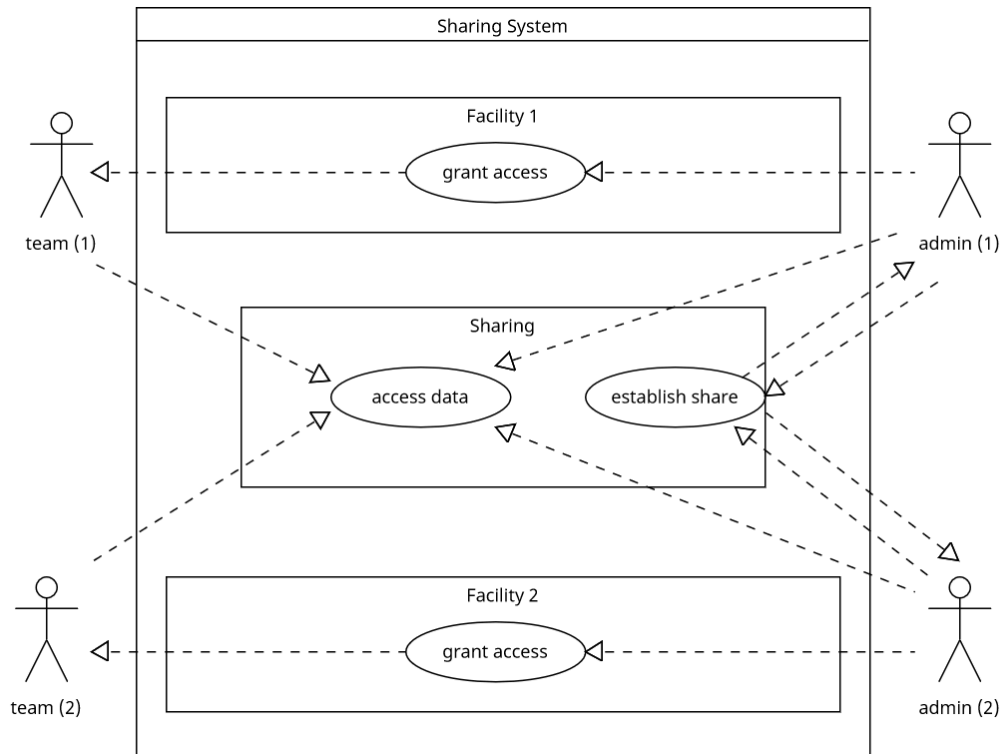 Sharing System
Facility 1
grant access
team (1)
admin (1)
Sharing
access data
establish share
Facility 2
grant access
team (2)
admin (2)